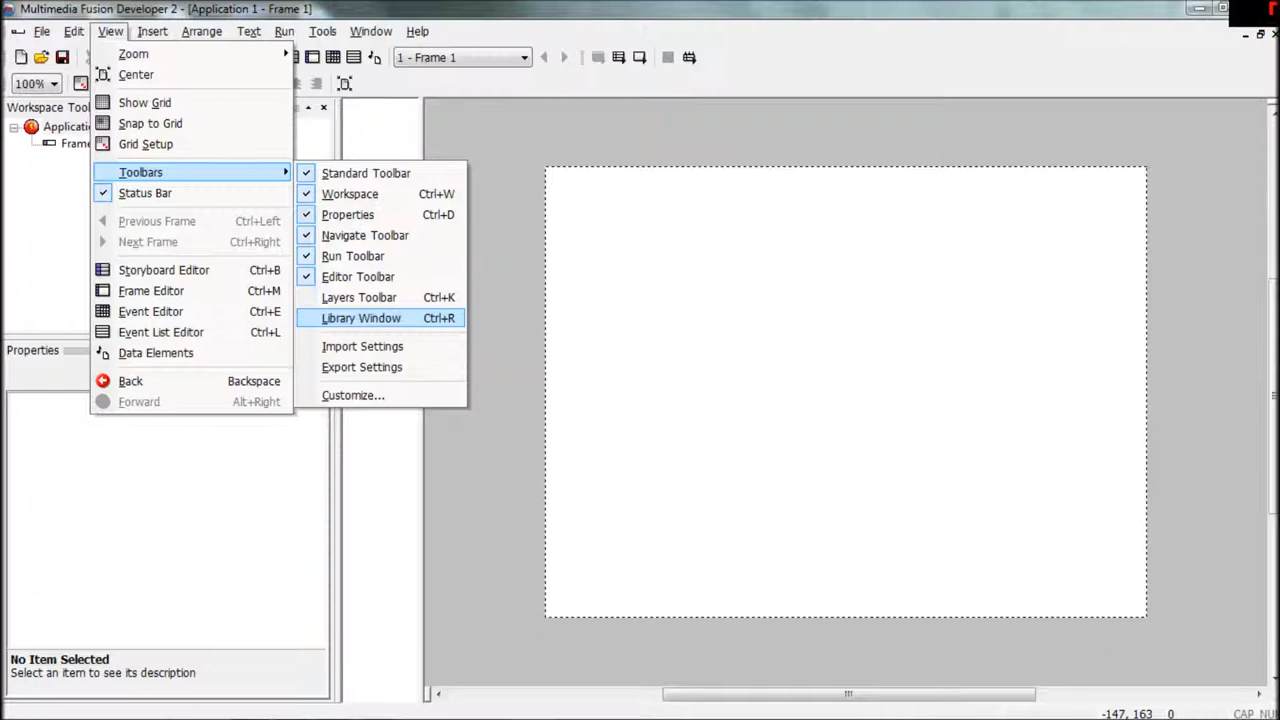 Multimedia Fusion Developer 2 - [Application 1 - Frame 1]
File Edit View Insert Arrange Text Run Tools Window Help
1 - Frame 1
100%
Workspace Tool
Applicatio
Frame
Zoom
Center
Show Grid
Snap to Grid
Grid Setup
Toolbars
Status Bar
Previous Frame Ctrl+Left
Next Frame Ctrl+Right
Storyboard Editor Ctrl+B
Frame Editor Ctrl+M
Event Editor Ctrl+E
Event List Editor Ctrl+L
Data Elements
Back Backspace
Forward Alt+Right
Standard Toolbar
Workspace Ctrl+W
Properties Ctrl+D
Navigate Toolbar
Run Toolbar
Editor Toolbar
Layers Toolbar Ctrl+K
Library Window Ctrl+R
Import Settings
Export Settings
Customize...
Properties
No Item Selected
Select an item to see its description
-147, 163 0 CAP NU